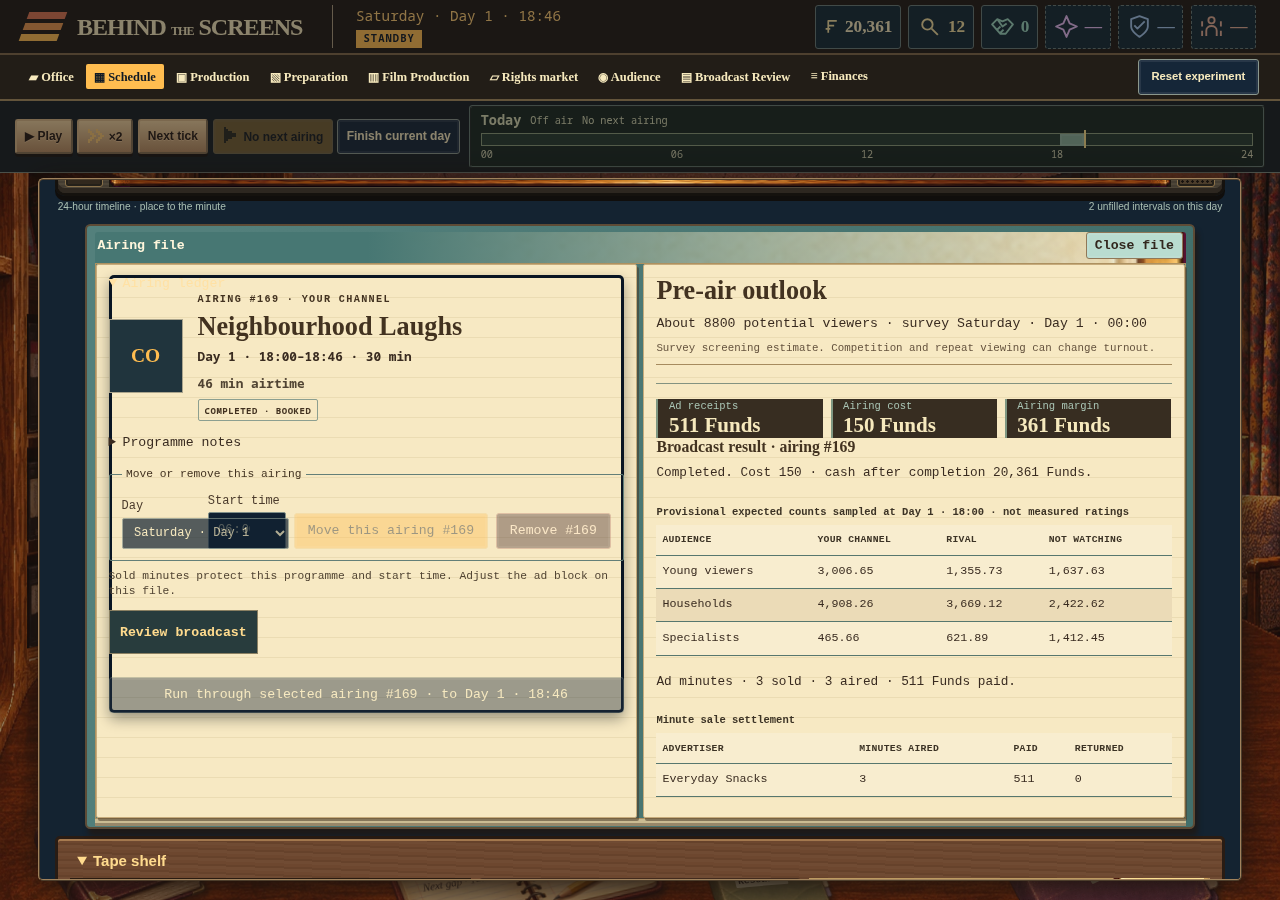 BEHIND THE SCREENS
Saturday · Day 1 · 18:46
STANDBY
20,361
12
0
—
—
—
Office
Schedule
Production
Preparation
Film Production
Rights market
Audience
Broadcast Review
Finances
Reset experiment
Play
×2
Next tick
No next airing
Finish current day
Today Off air No next airing
00 06 12 18 24
24-hour timeline · place to the minute
2 unfilled intervals on this day
Airing file
Close file
Airing ledger
AIRING #169 · YOUR CHANNEL
CO
Neighbourhood Laughs
Day 1 · 18:00–18:46 · 30 min
46 min airtime
COMPLETED · BOOKED
Programme notes
Move or remove this airing
Day
Start time
Saturday · Day 1
Move this airing #169
Remove #169
Sold minutes protect this programme and start time. Adjust the ad block on
this file.
Review broadcast
Run through selected airing #169 · to Day 1 · 18:46
Pre-air outlook
About 8800 potential viewers · survey Saturday · Day 1 · 00:00
Survey screening estimate. Competition and repeat viewing can change turnout.
Ad receipts
511 Funds
Airing cost
150 Funds
Airing margin
361 Funds
Broadcast result · airing #169
Completed. Cost 150 · cash after completion 20,361 Funds.
Provisional expected counts sampled at Day 1 · 18:00 · not measured ratings
AUDIENCE YOUR CHANNEL RIVAL NOT WATCHING
Young viewers 3,006.65 1,355.73 1,637.63
Households 4,908.26 3,669.12 2,422.62
Specialists 465.66 621.89 1,412.45
Ad minutes · 3 sold · 3 aired · 511 Funds paid.
Minute sale settlement
ADVERTISER MINUTES AIRED PAID RETURNED
Everyday Snacks 3 511 0
Tape shelf